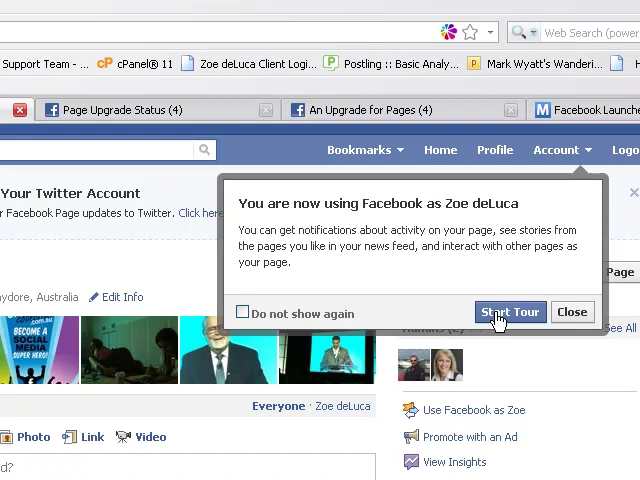 Web Search (power
Support Team - ...
cPanel® 11
Zoe deLuca Client Logi...
Postling :: Basic Analy...
Mark Wyatt's Wanderi...
Page Upgrade Status (4)
An Upgrade for Pages (4)
Facebook Launche
Bookmarks
Home
Profile
Account
Logo
Your Twitter Account
r Facebook Page updates to Twitter. Click here
You are now using Facebook as Zoe deLuca
You can get notifications about activity on your page, see stories from
the pages you like in your news feed, and interact with other pages as
your page.
Page
Do not show again
Start Tour
Close
aydore, Australia
Edit Info
See All
BECOME A
SOCIAL
MEDIA
SUPER HERO!
Everyone · Zoe deLuca
Use Facebook as Zoe
Photo
Link
Video
Promote with an Ad
View Insights
d?